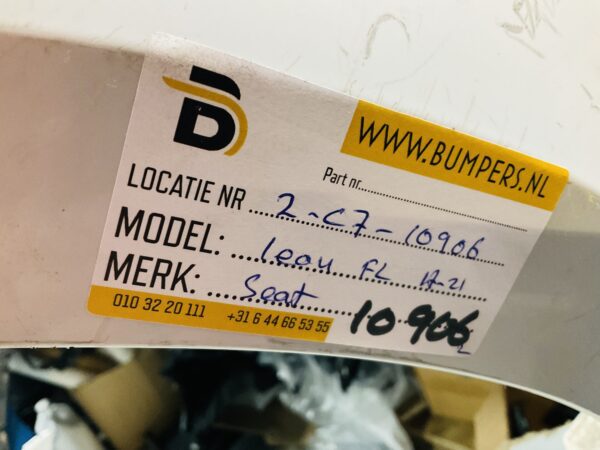 B
WWW.BUMPERS.NL
Part nr.
LOCATIE NR 2-C7-10906
MODEL: leon FL 17-21
MERK: Seat
10906
010 32 20 111 +31 6 44 66 53 55